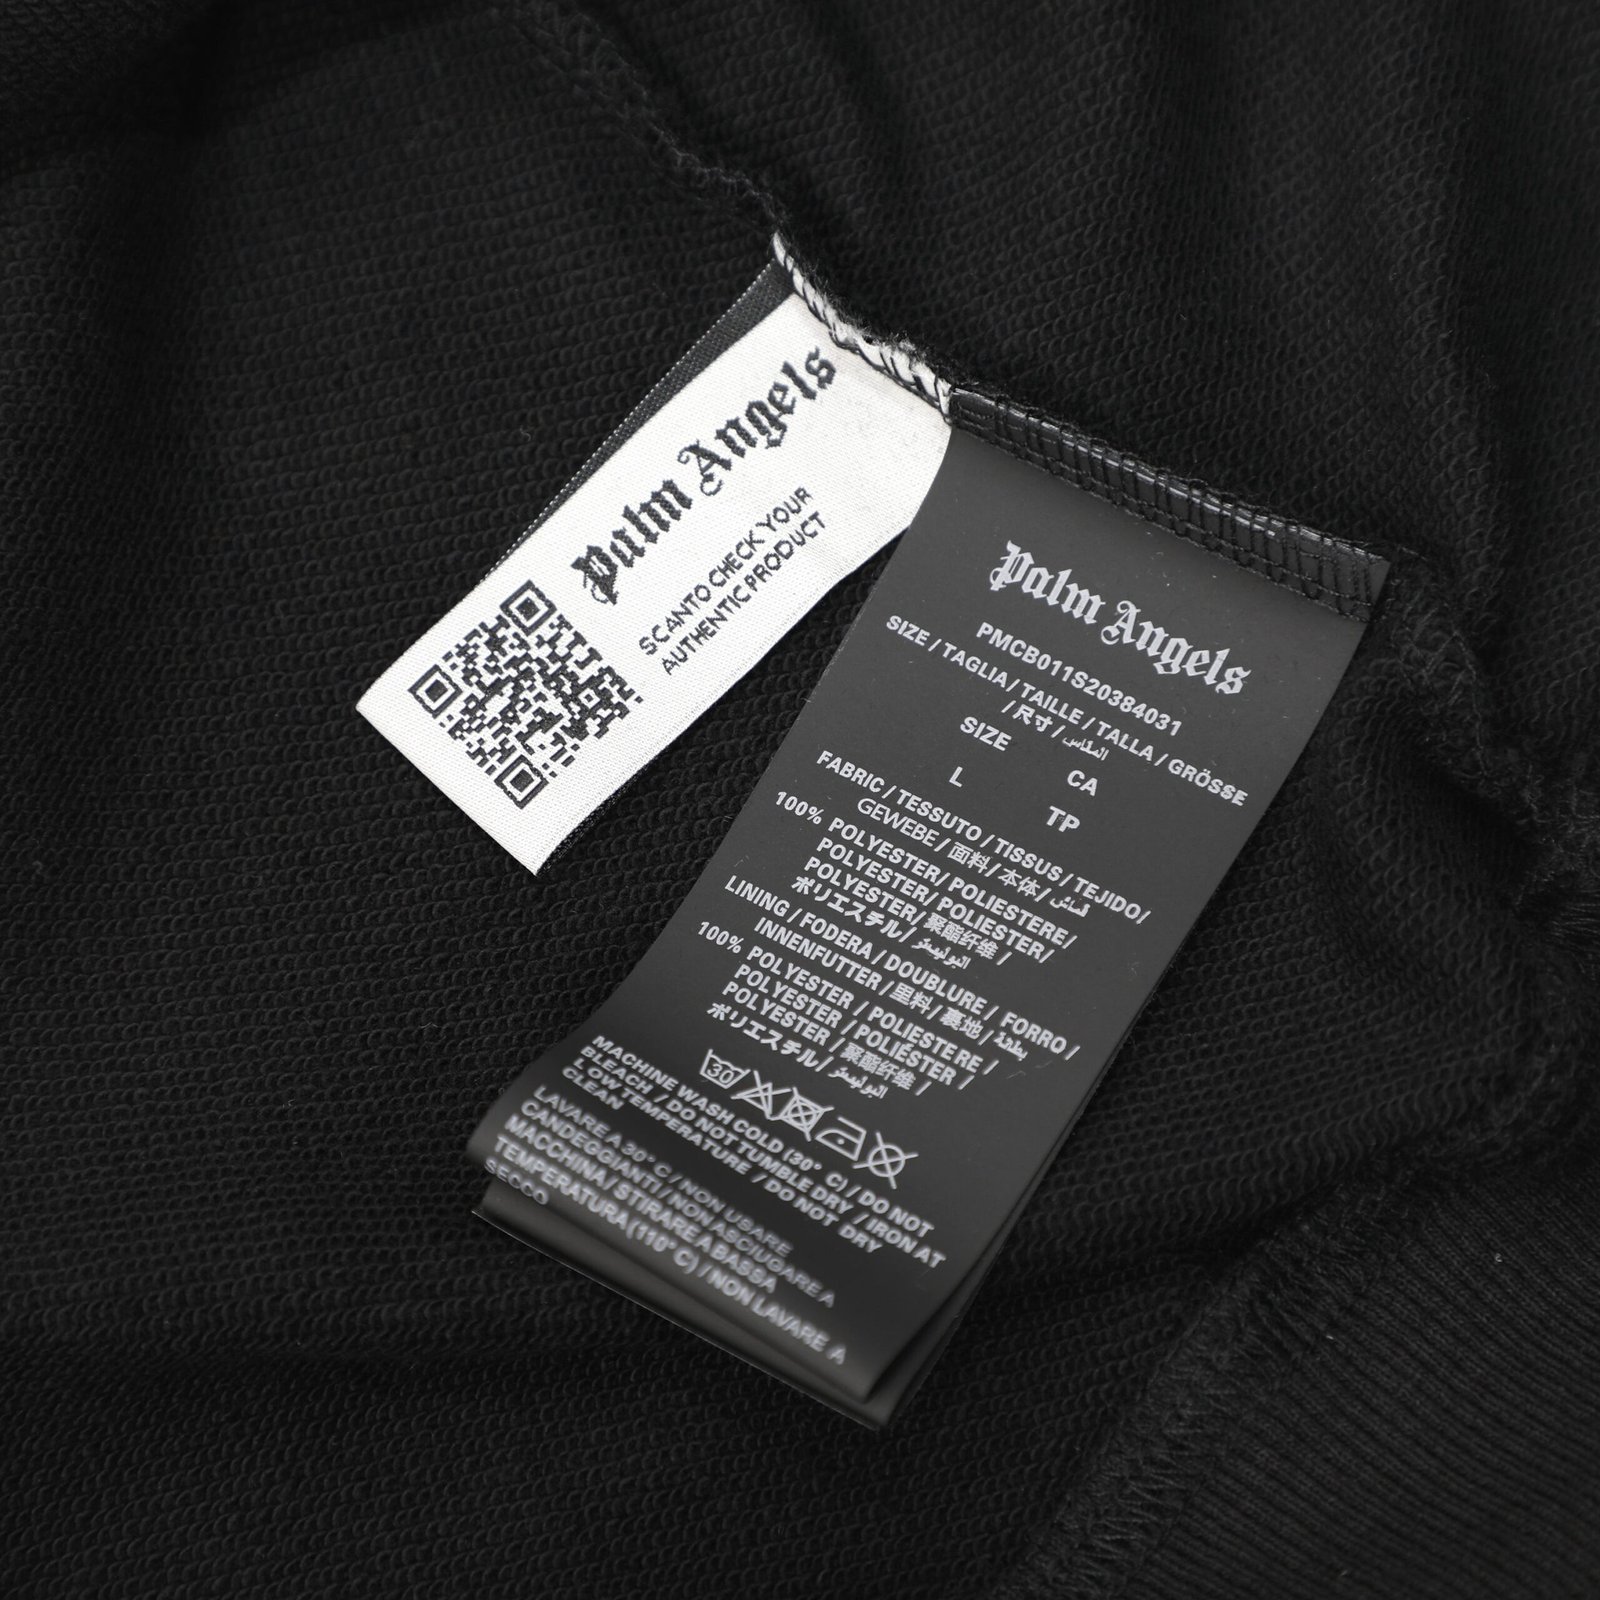 Palm Angels
SCAN TO CHECK YOUR
AUTHENTIC PRODUCT
Palm Angels
PMCB011S20384031
SIZE / TAGLIA / TAILLE / TALLA / GRÖSSE
/ 尺寸 / المقاس
SIZE CA
L TP
FABRIC / TESSUTO / TISSUS / TEJIDO/
GEWEBE / 面料 / 本体 / قماش
100% POLYESTER/ POLIESTERE/
POLYESTER/ POLIESTER/
POLYESTER/ 聚酯纤维 /
ポリエスチル/ البوليستر
LINING / FODERA / DOUBLURE / FORRO /
INNENFUTTER / 里料 / 裏地 / بطانة
100% POLYESTER / POLIESTERE /
POLYESTER / POLIESTER /
POLYESTER / 聚酯纤维 /
ポリエスチル/ البوليستر
30
MACHINE WASH COLD (30° C) / DO NOT
BLEACH / DO NOT TUMBLE DRY / IRON AT
LOW TEMPERATURE / DO NOT DRY
CLEAN
LAVARE A 30° C / NON USARE
CANDEGGIANTI / NON ASCIUGARE A
MACCHINA / STIRARE A BASSA
TEMPERATURA (110° C) / NON LAVARE A
SECCO